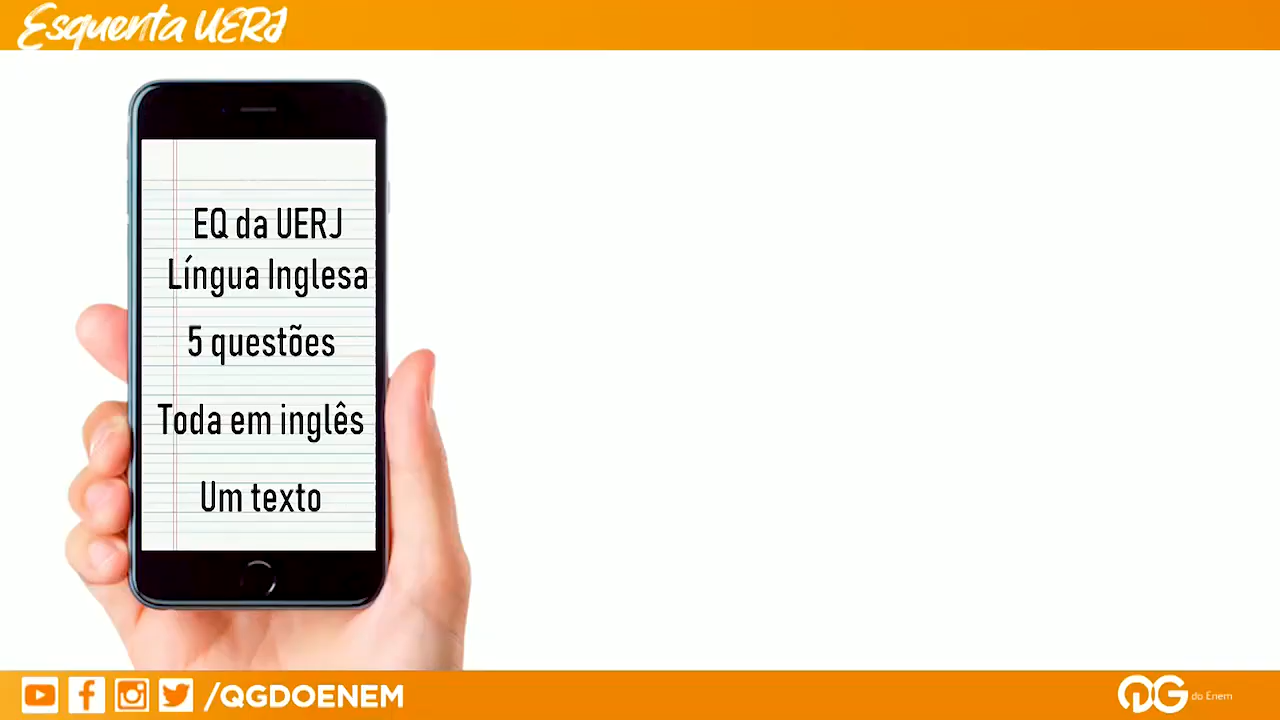 Esquenta UERJ
EQ da UERJ
Língua Inglesa
5 questões
Toda em inglês
Um texto
/QGDOENEM
QG do Enem